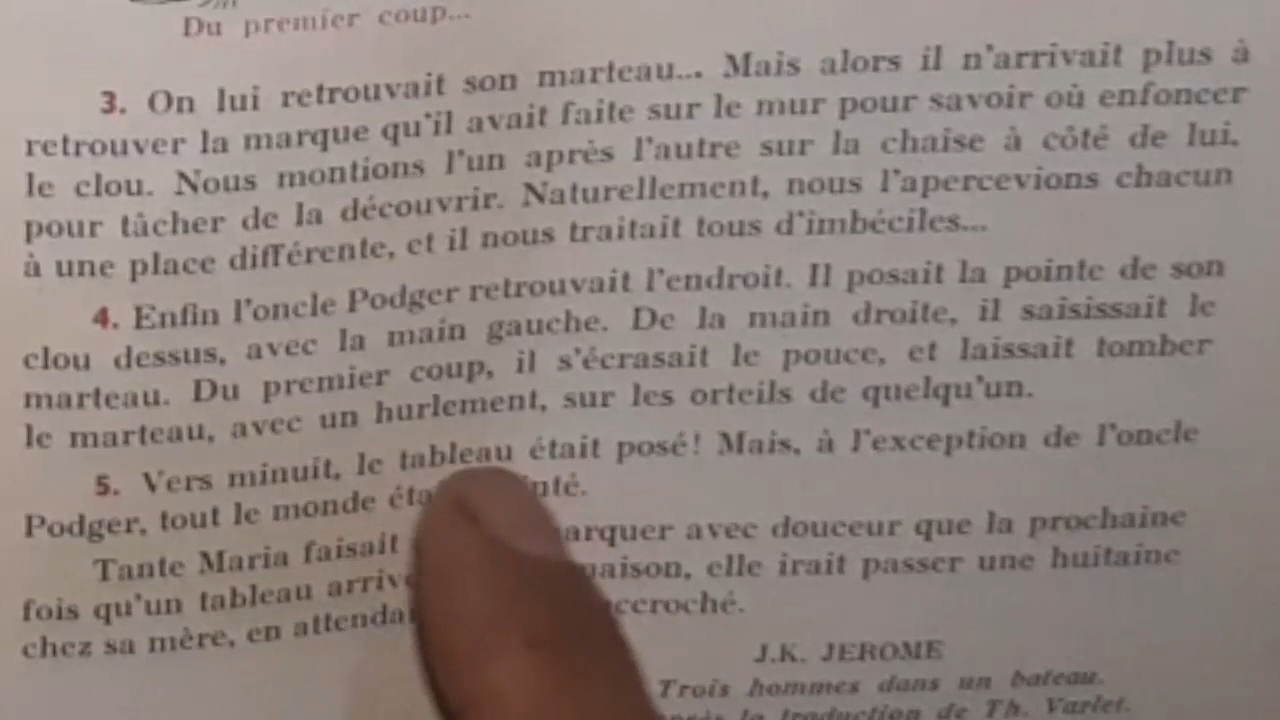 Du premier coup...
3. On lui retrouvait son marteau... Mais alors il n'arrivait plus à
retrouver la marque qu'il avait faite sur le mur pour savoir où enfoncer
le clou. Nous montions l'un après l'autre sur la chaise à côté de lui,
pour tâcher de la découvrir. Naturellement, nous l'apercevions chacun
à une place différente, et il nous traitait tous d'imbéciles...
4. Enfin l'oncle Podger retrouvait l'endroit. Il posait la pointe de son
clou dessus, avec la main gauche. De la main droite, il saisissait le
marteau. Du premier coup, il s'écrasait le pouce, et laissait tomber
le marteau, avec un hurlement, sur les orteils de quelqu'un.
5. Vers minuit, le tableau était posé! Mais, à l'exception de l'oncle
Podger, tout le monde
Tante Maria faisait avec douceur que la prochaine
fois qu'un tableau elle irait passer une huitaine
chez sa mère, en
J.K. JEROME
Trois hommes dans un bateau.
la traduction de Th. Varlet.